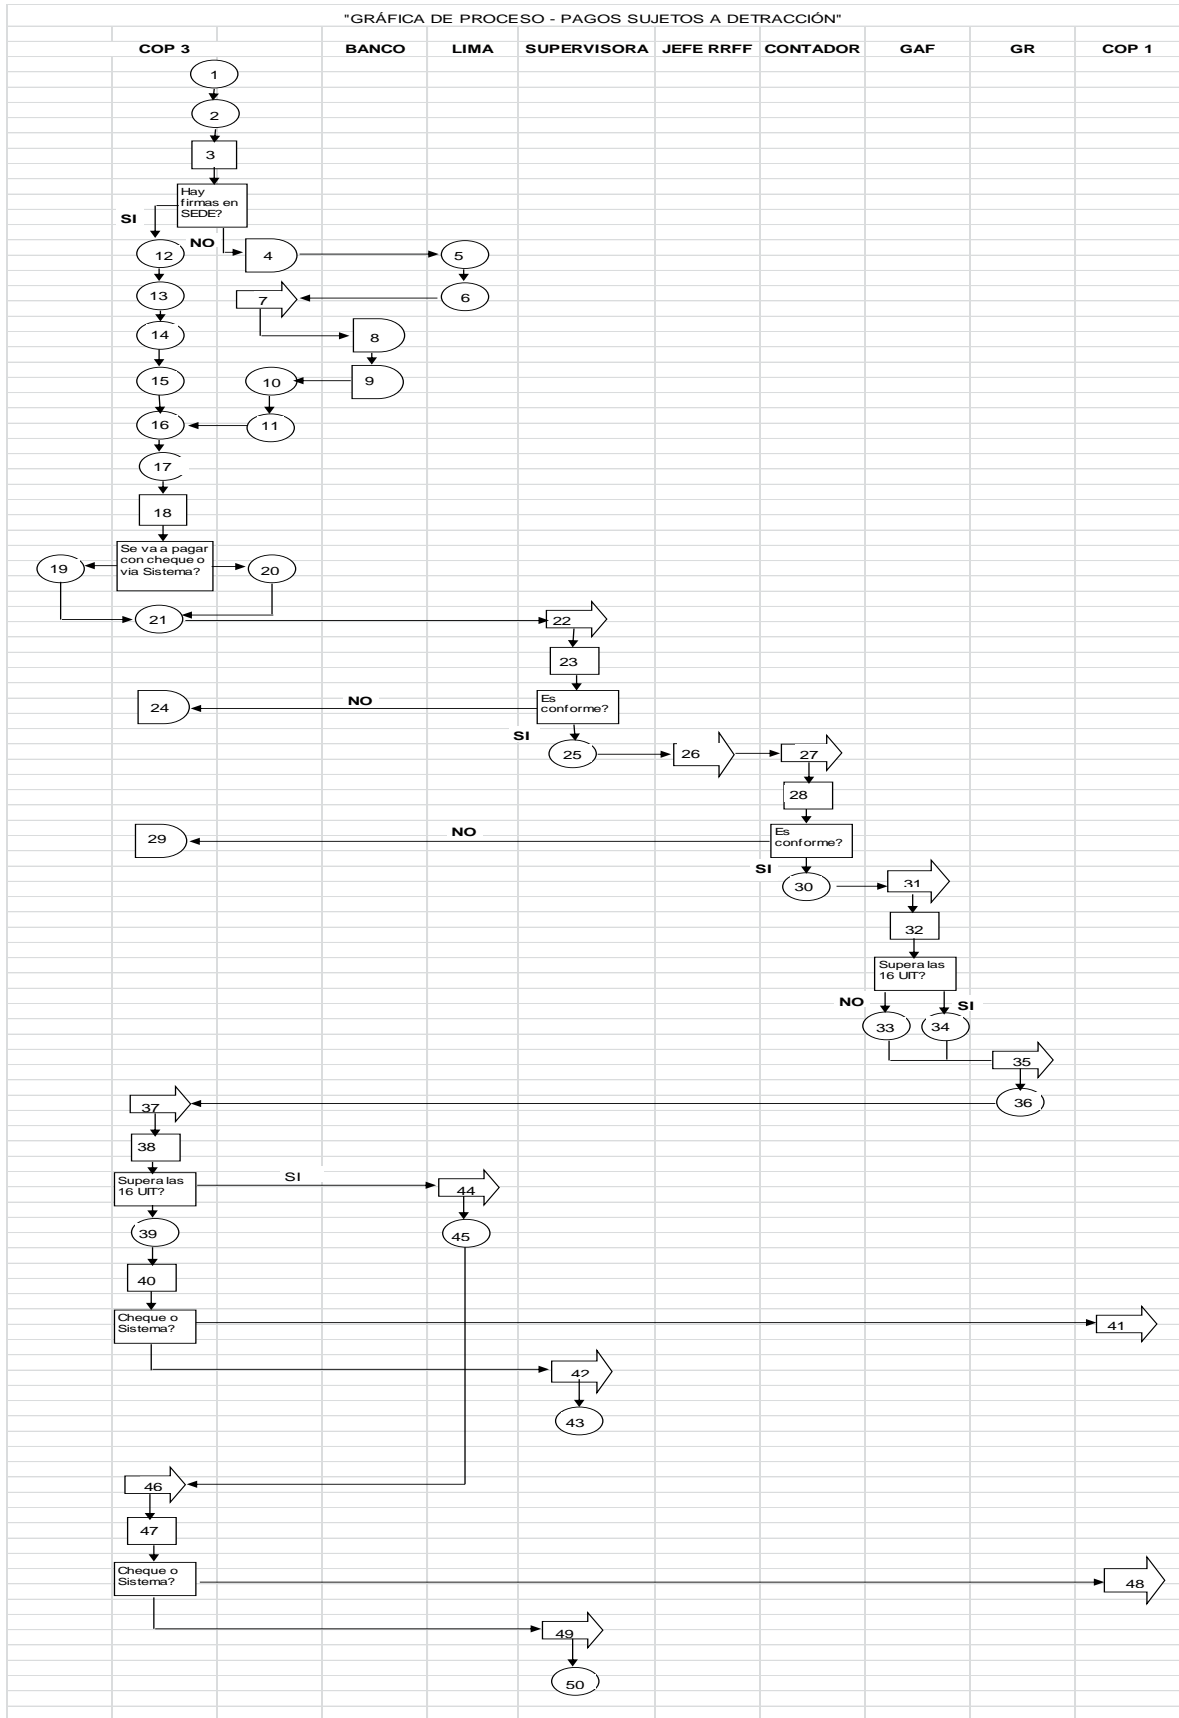 "GRÁFICA DE PROCESO - PAGOS SUJETOS A DETRACCIÓN"
COP 3 BANCO LIMA SUPERVISORA JEFE RRFF CONTADOR GAF GR COP 1
1
2
3
Hay
firmas en
SEDE?
SI
NO
12 4 5
13 7 6
14 8
15 10 9
16 11
17
18
Se va a pagar
con cheque o
via Sistema?
19 20
21 22
23
24 NO Es
conforme?
SI
25 26 27
28
29 NO Es
conforme?
SI
30 31
32
Supera las
16 UIT?
NO SI
33 34
35
37 36
38
Supera las
16 UIT?
SI
44
39 45
40
Cheque o
Sistema?
41
42
43
46
47
Cheque o
Sistema?
48
49
50